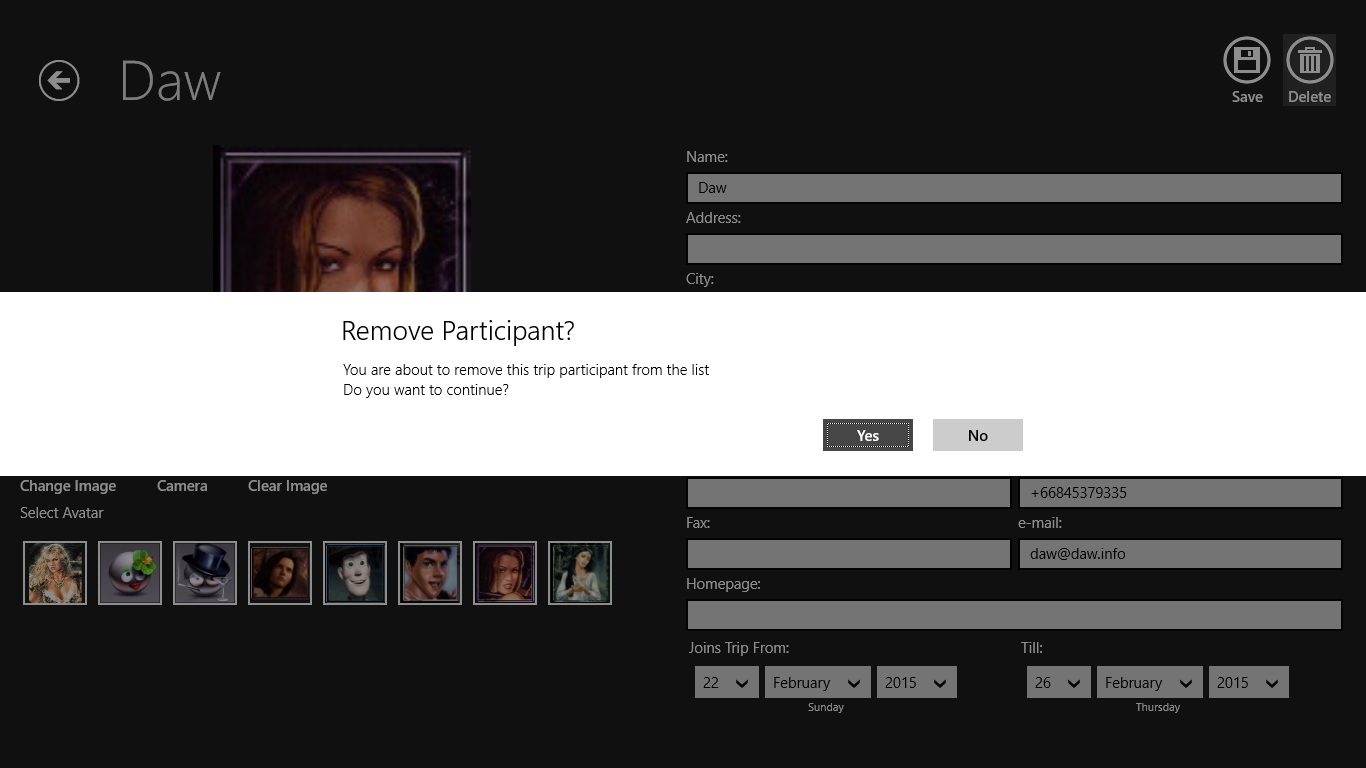 Daw
Save
Delete
Name:
Daw
Address:
City:
Remove Participant?
You are about to remove this trip participant from the list
Do you want to continue?
Yes
No
Change Image
Camera
Clear Image
Select Avatar
+66845379335
Fax:
e-mail:
daw@daw.info
Homepage:
Joins Trip From:
Till:
22
February
2015
26
February
2015
Sunday
Thursday